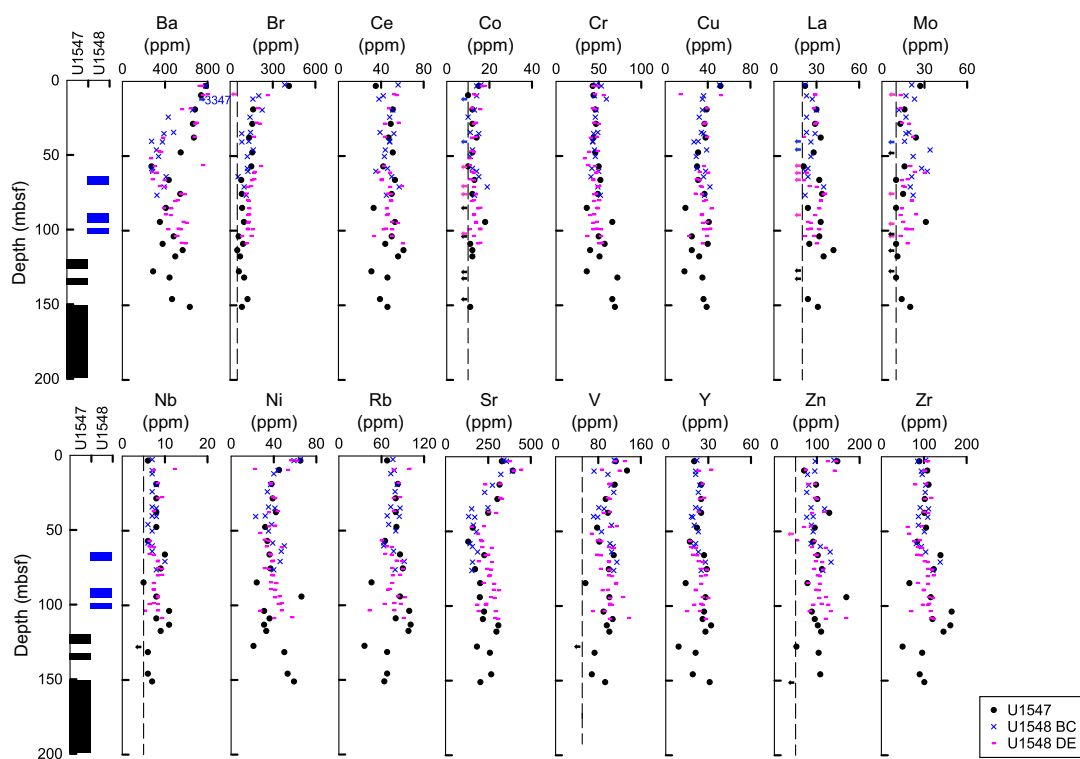 Ba Br Ce Co Cr Cu La Mo
(ppm) (ppm) (ppm) (ppm) (ppm) (ppm) (ppm) (ppm)
U1547 U1548
0 400 800 0 300 600 0 40 80 0 20 40 0 50 100 0 40 80 0 30 60 0 30 60
0
3347
50
100
150
200
Depth (mbsf)
Nb Ni Rb Sr V Y Zn Zr
(ppm) (ppm) (ppm) (ppm) (ppm) (ppm) (ppm) (ppm)
U1547 U1548
0 10 20 0 40 80 0 60 120 0 250 500 0 80 160 0 30 60 0 100 200 0 100 200
0
50
100
150
200
Depth (mbsf)
U1547
U1548 BC
U1548 DE